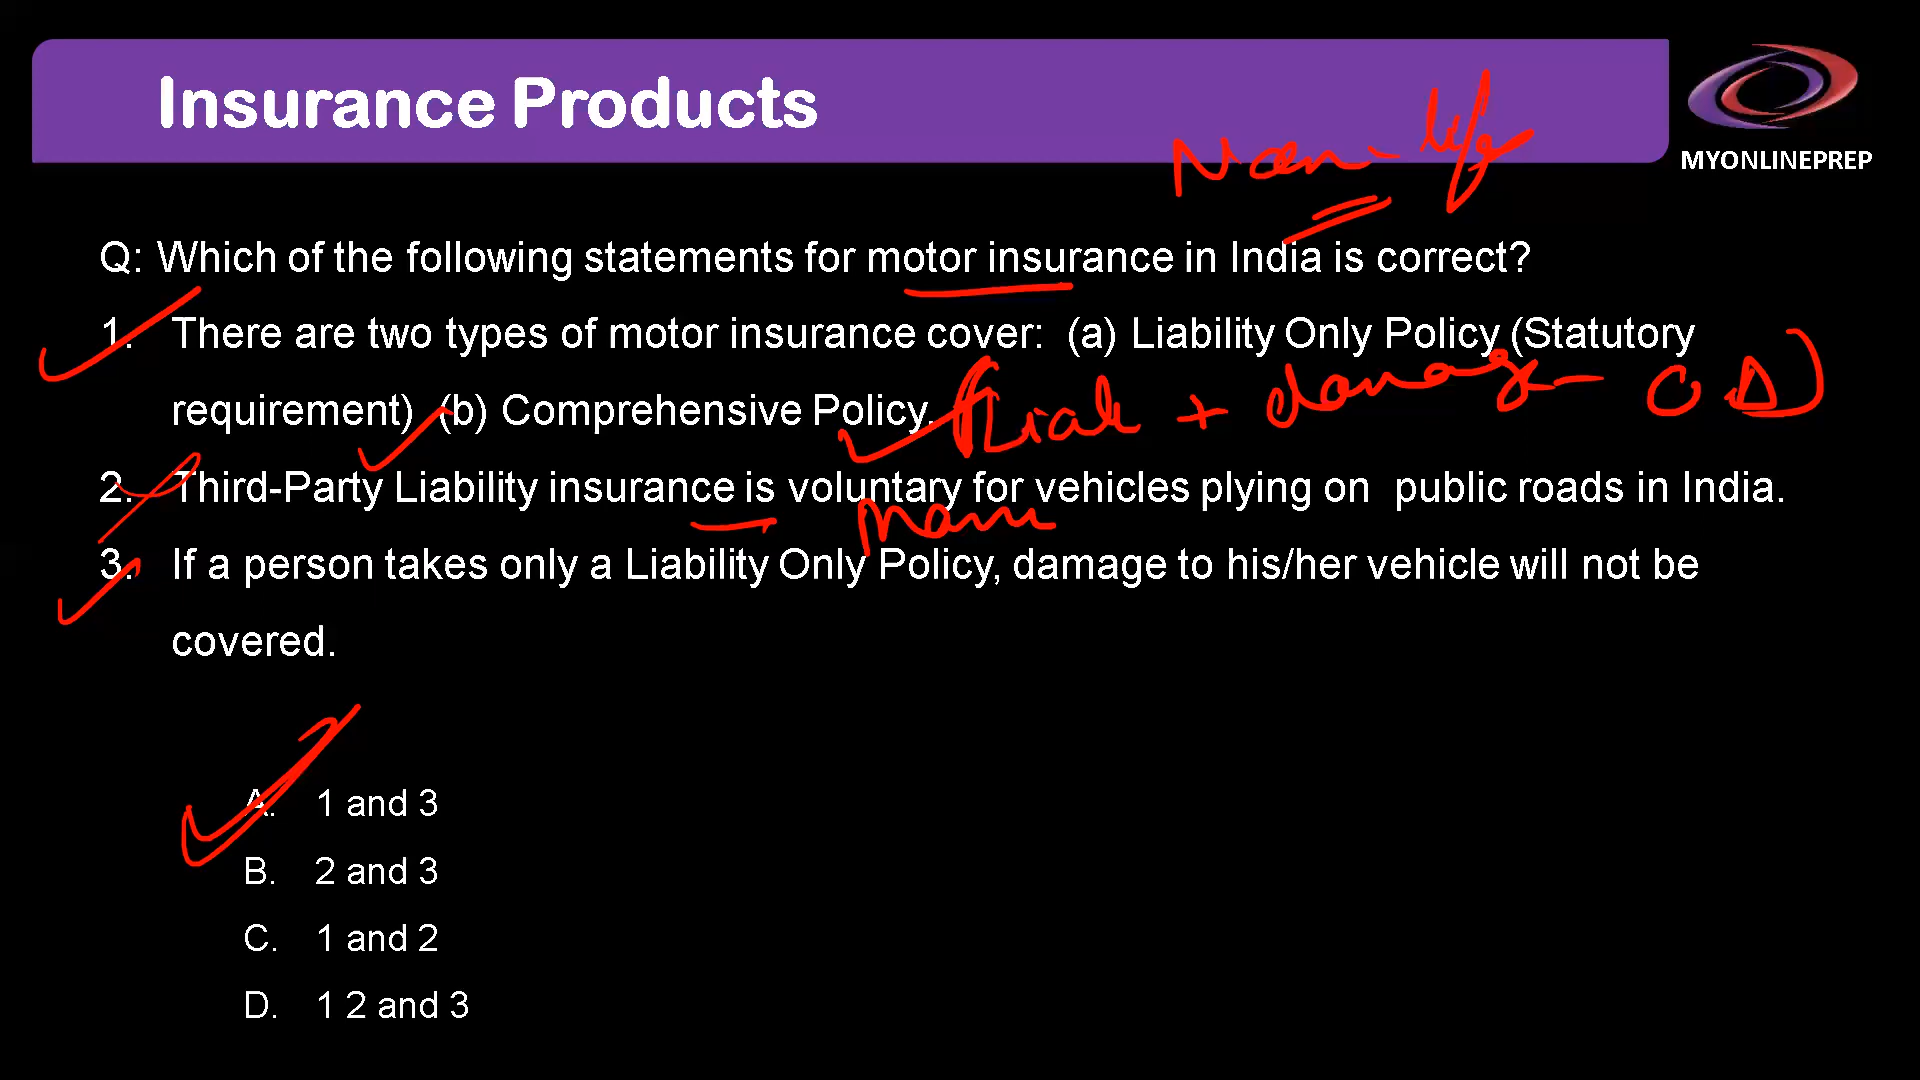 Insurance Products
Non-life
MYONLINEPREP
Q: Which of the following statements for motor insurance in India is correct?
1. There are two types of motor insurance cover: (a) Liability Only Policy (Statutory
requirement) (b) Comprehensive Policy.
+ damage - OD)
2. Third-Party Liability insurance is voluntary for vehicles plying on public roads in India.
3. If a person takes only a Liability Only Policy, damage to his/her vehicle will not be
covered.
A. 1 and 3
B. 2 and 3
C. 1 and 2
D. 1 2 and 3